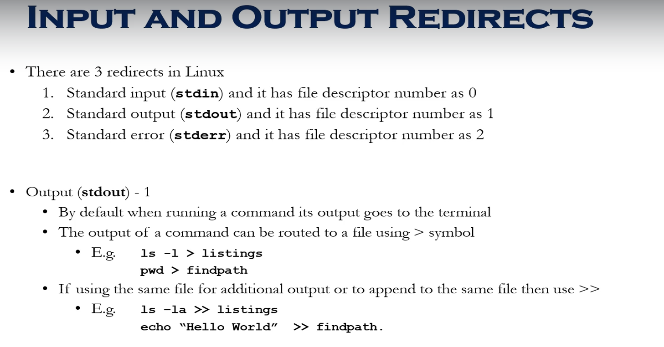 INPUT AND OUTPUT REDIRECTS
• There are 3 redirects in Linux
1. Standard input (stdin) and it has file descriptor number as 0
2. Standard output (stdout) and it has file descriptor number as 1
3. Standard error (stderr) and it has file descriptor number as 2
• Output (stdout) - 1
• By default when running a command its output goes to the terminal
• The output of a command can be routed to a file using > symbol
• E.g. ls -l > listings
pwd > findpath
• If using the same file for additional output or to append to the same file then use >>
• E.g. ls -la >> listings
echo “Hello World” >> findpath.